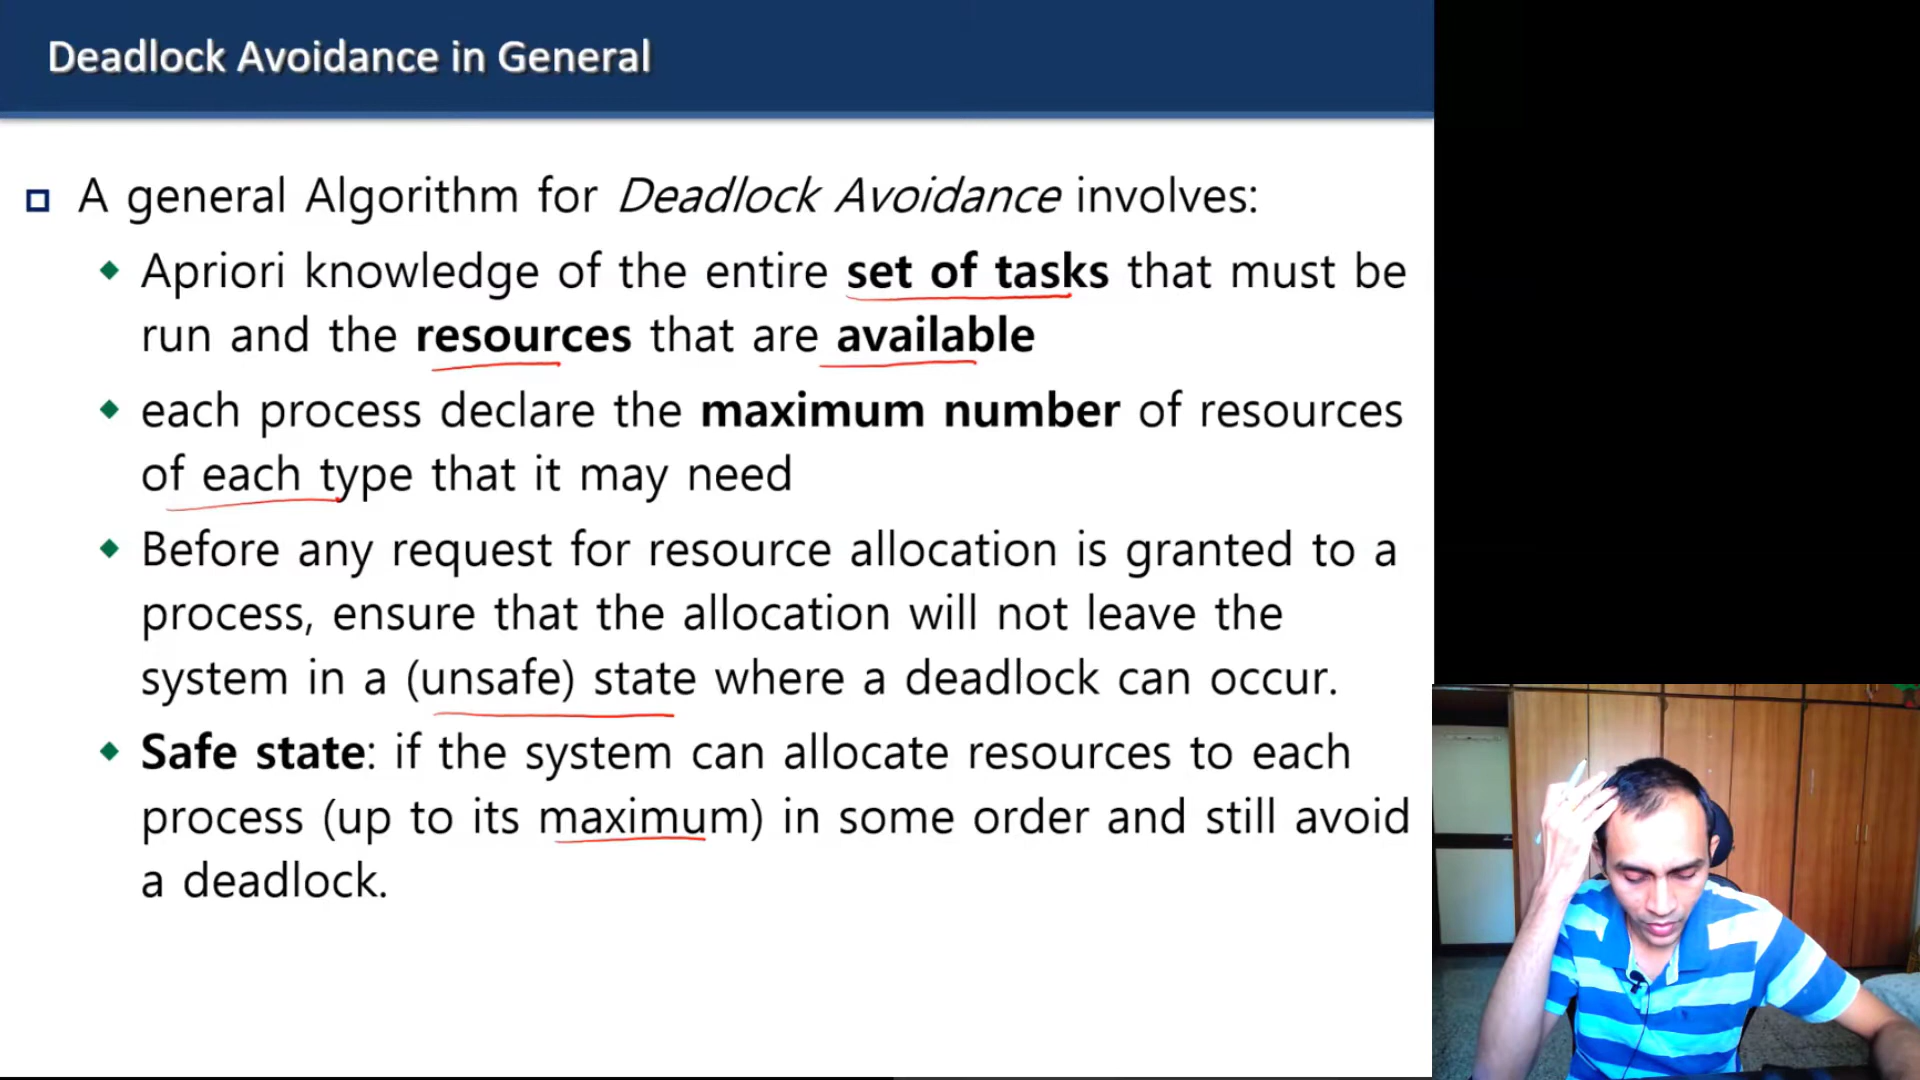 Deadlock Avoidance in General
A general Algorithm for Deadlock Avoidance involves:
Apriori knowledge of the entire set of tasks that must be
run and the resources that are available
each process declare the maximum number of resources
of each type that it may need
Before any request for resource allocation is granted to a
process, ensure that the allocation will not leave the
system in a (unsafe) state where a deadlock can occur.
Safe state: if the system can allocate resources to each
process (up to its maximum) in some order and still avoid
a deadlock.